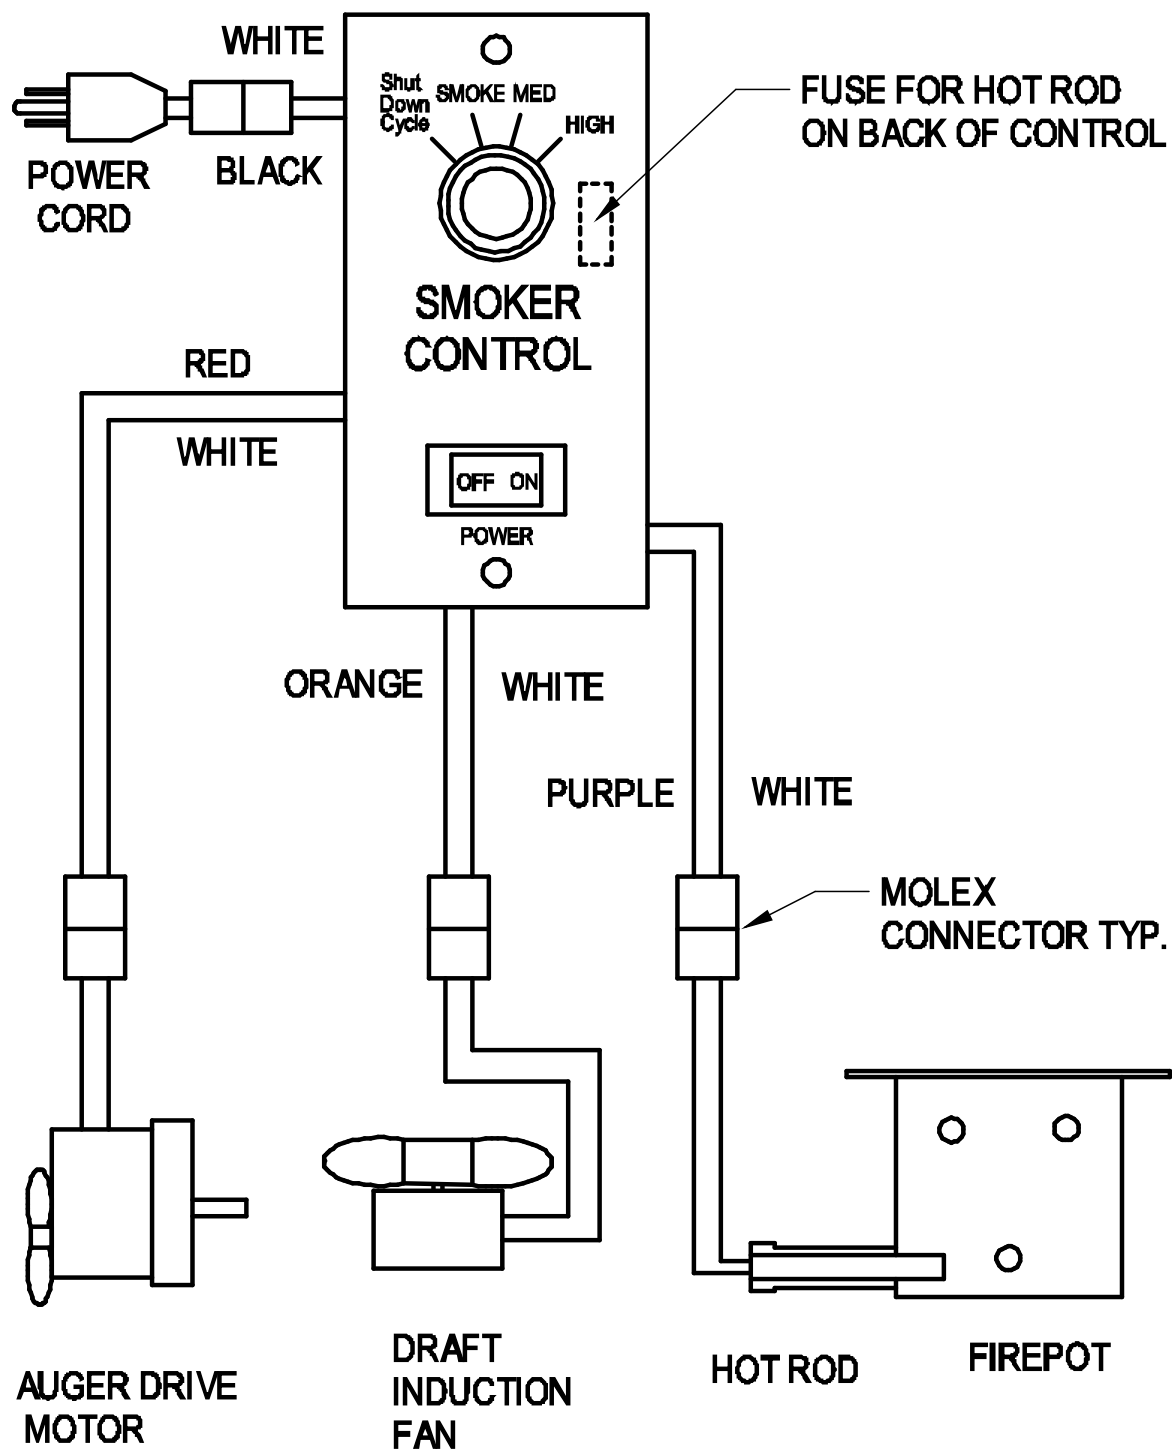 WHITE
Shut
Down
Cycle
SMOKE MED
HIGH
FUSE FOR HOT ROD
ON BACK OF CONTROL
POWER
CORD
BLACK
SMOKER
CONTROL
RED
WHITE
OFF ON
POWER
ORANGE
WHITE
PURPLE
WHITE
MOLEX
CONNECTOR TYP.
AUGER DRIVE
MOTOR
DRAFT
INDUCTION
FAN
HOT ROD
FIREPOT